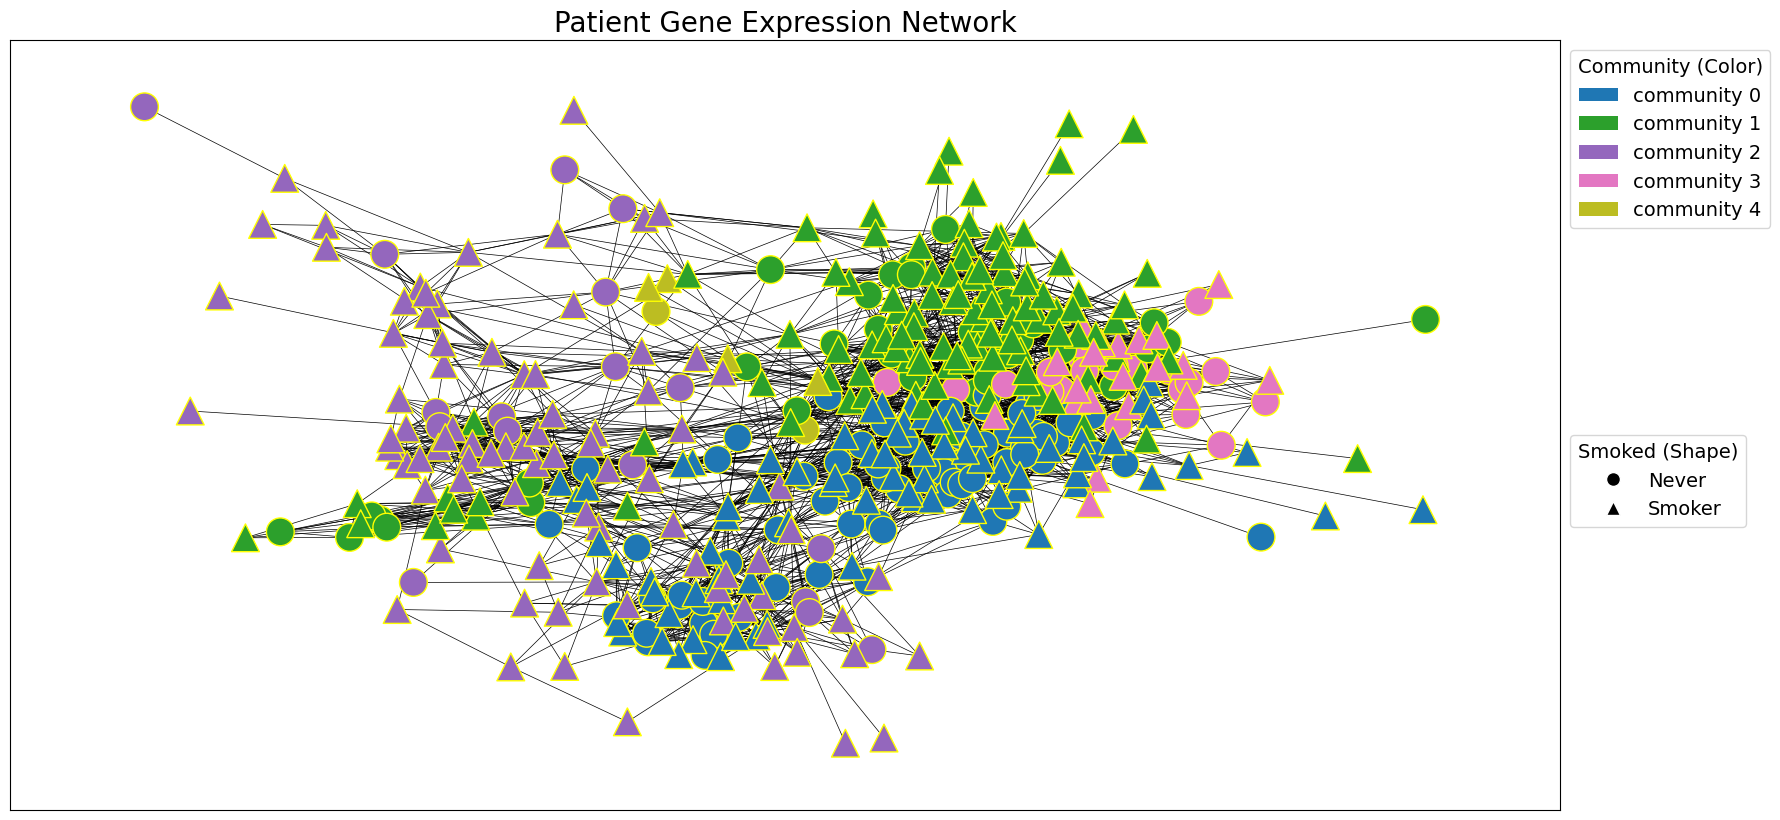 Patient Gene Expression Network
Community (Color)
community 0
community 1
community 2
community 3
community 4
Smoked (Shape)
Never
Smoker